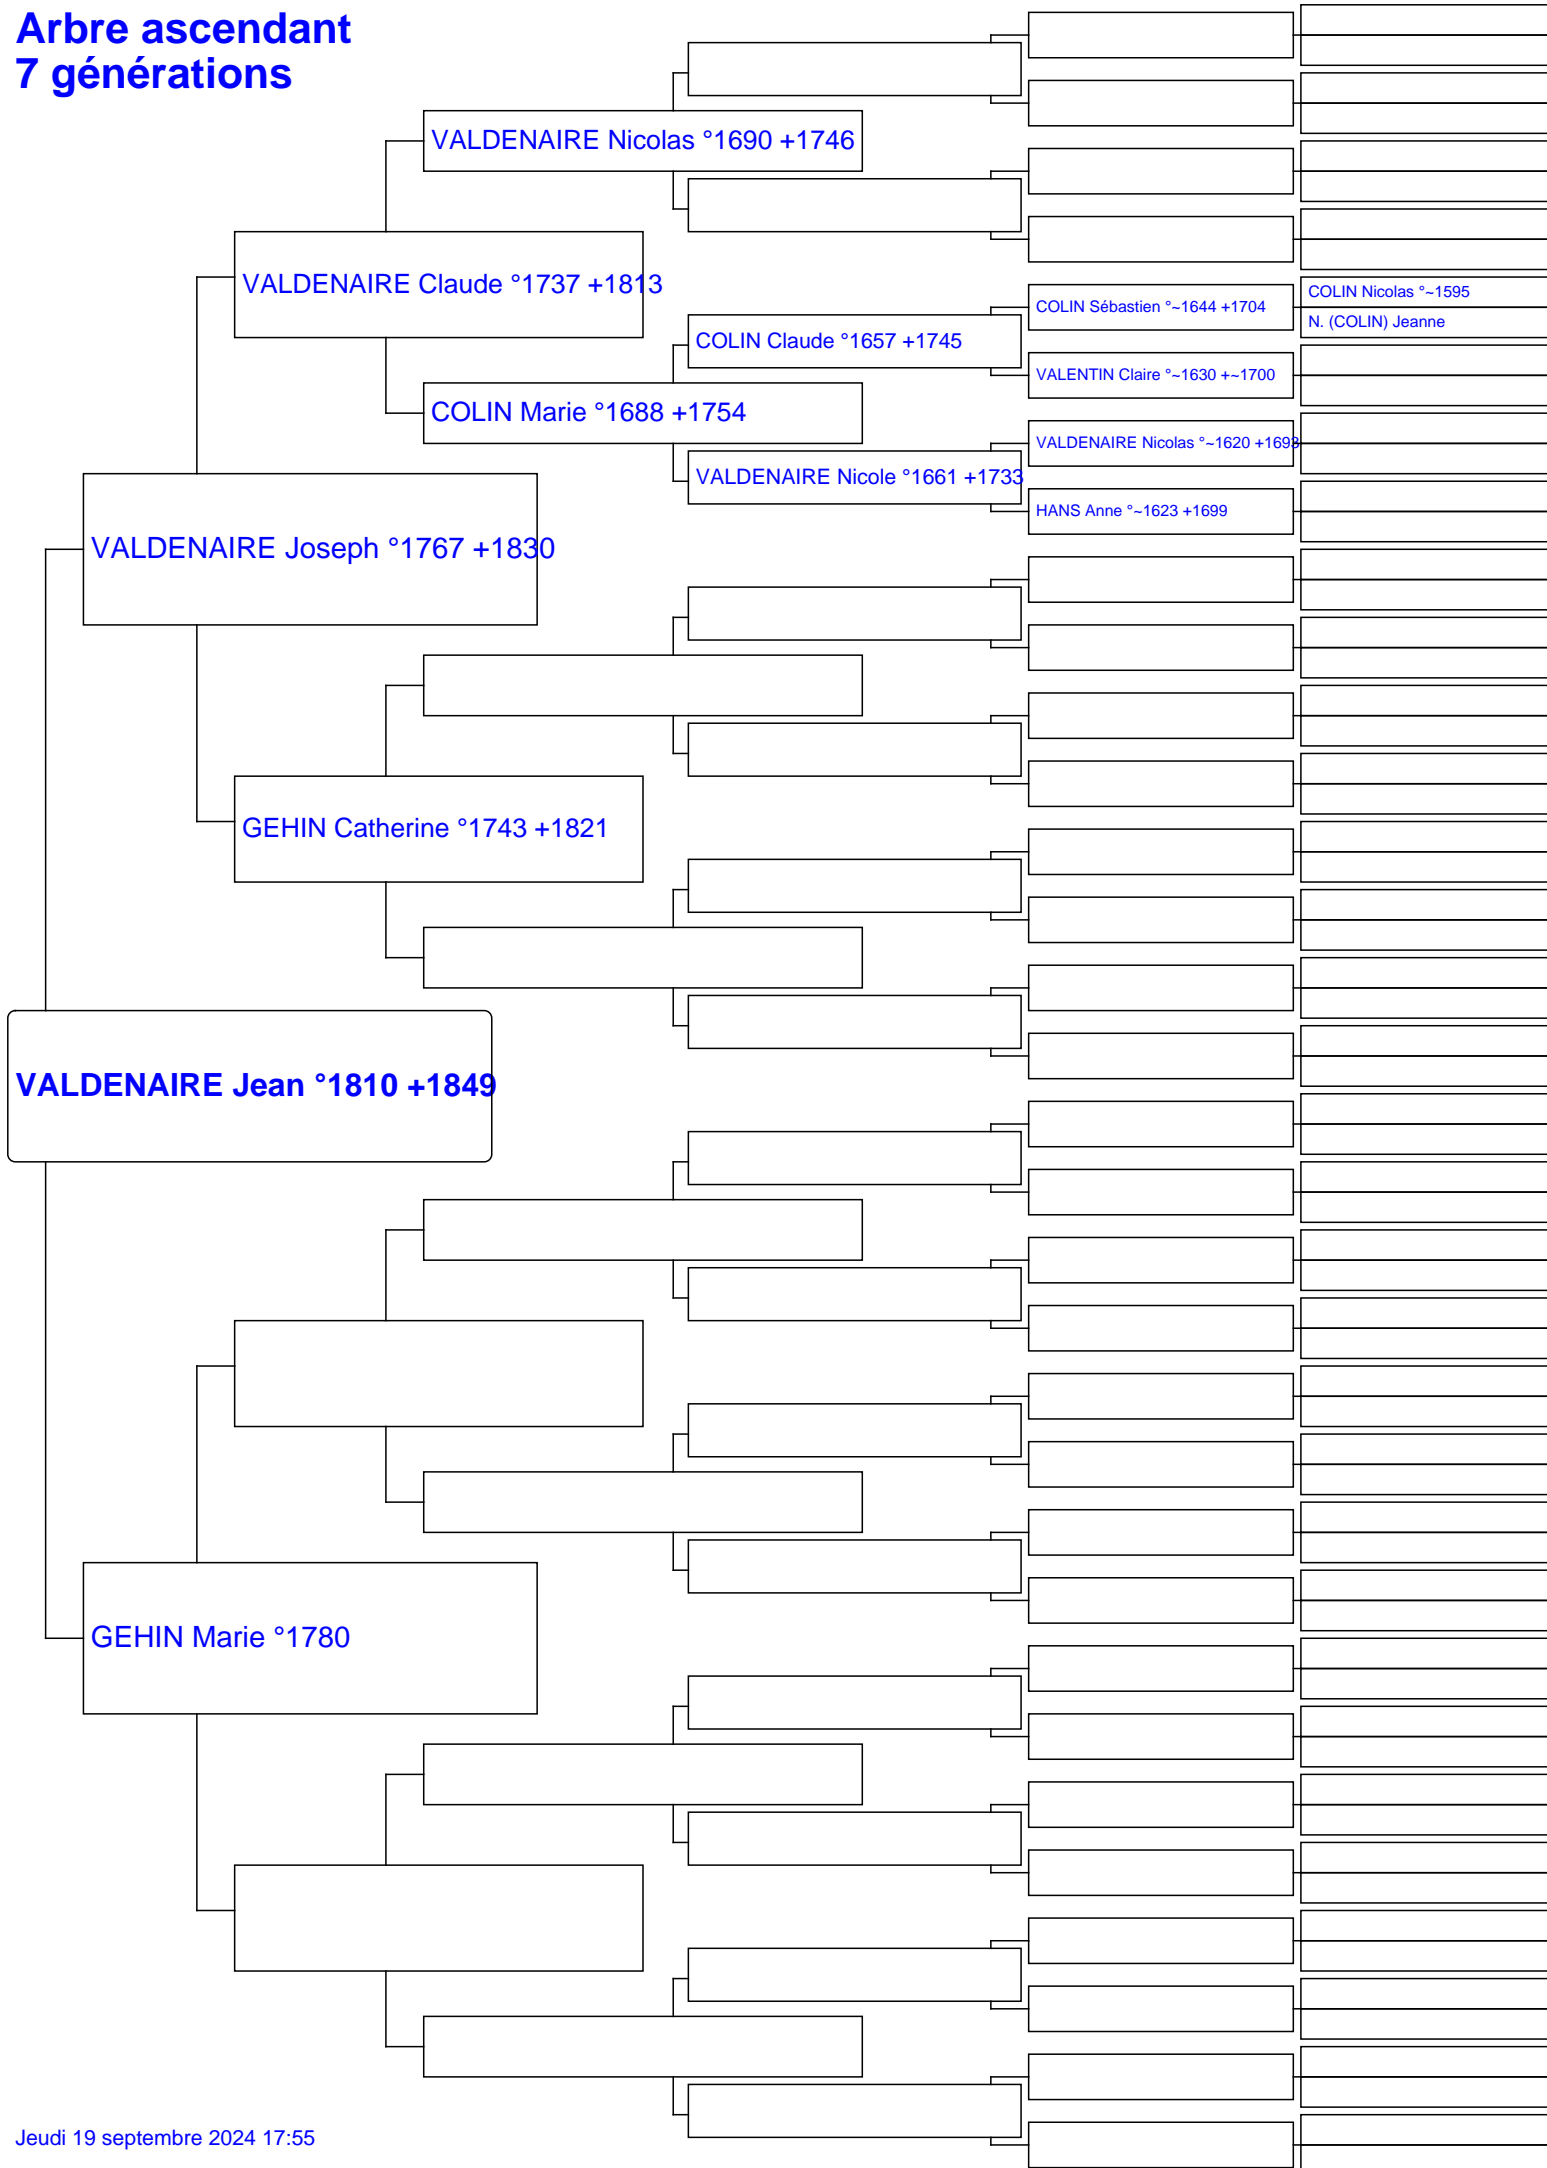 Arbre ascendant
7 générations
VALDENAIRE Nicolas °1690 +1746
VALDENAIRE Claude °1737 +1813
COLIN Nicolas °~1595
COLIN Sébastien °~1644 +1704
N. (COLIN) Jeanne
COLIN Claude °1657 +1745
VALENTIN Claire °~1630 +~1700
COLIN Marie °1688 +1754
VALDENAIRE Nicolas °~1620 +1693
VALDENAIRE Nicole °1661 +1733
HANS Anne °~1623 +1699
VALDENAIRE Joseph °1767 +1830
GEHIN Catherine °1743 +1821
VALDENAIRE Jean °1810 +1849
GEHIN Marie °1780
Jeudi 19 septembre 2024 17:55